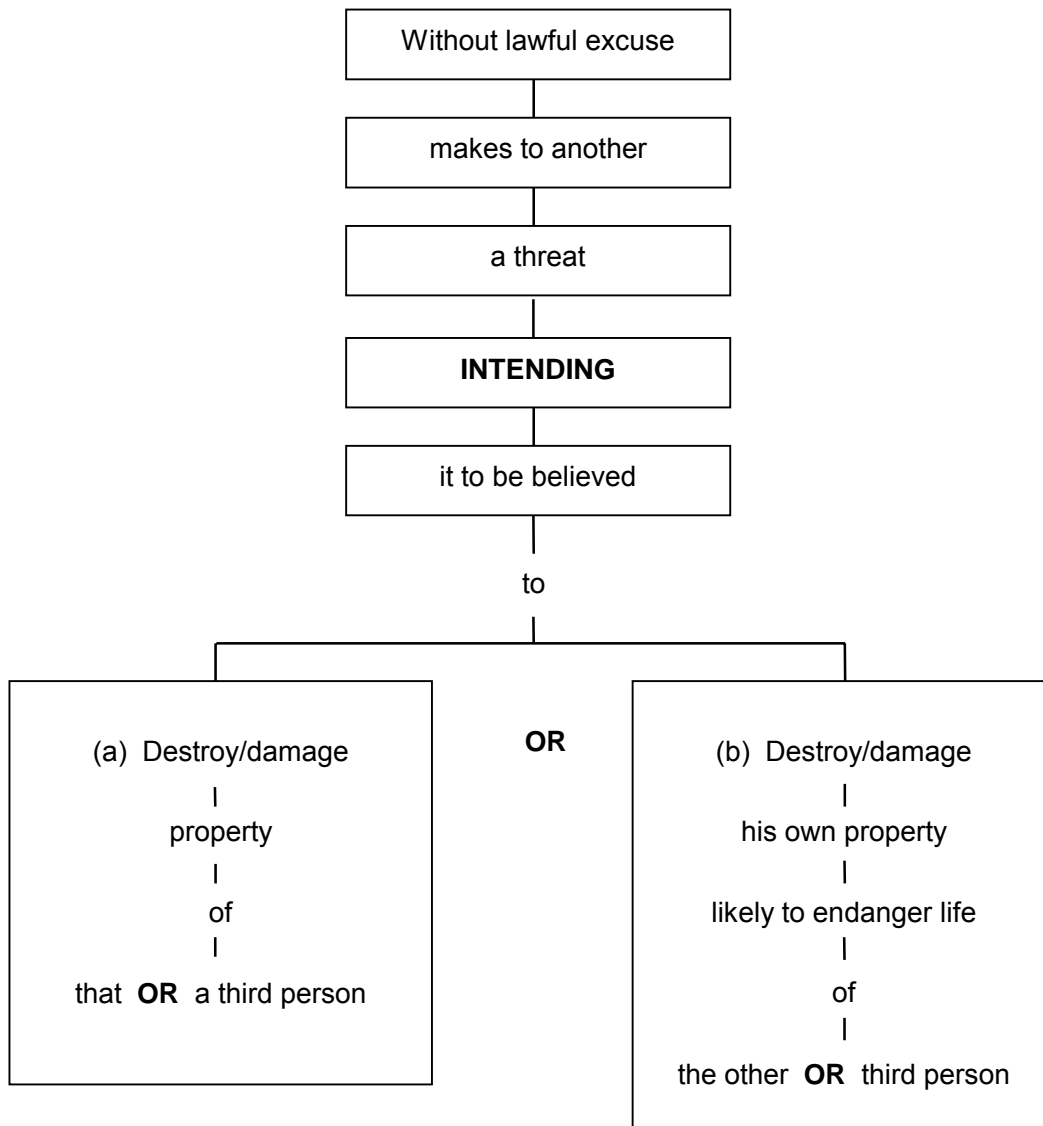 Without lawful excuse
makes to another
a threat
INTENDING
it to be believed
to
OR
(a) Destroy/damage
property
of
that OR a third person
(b) Destroy/damage
his own property
likely to endanger life
of
the other OR third person